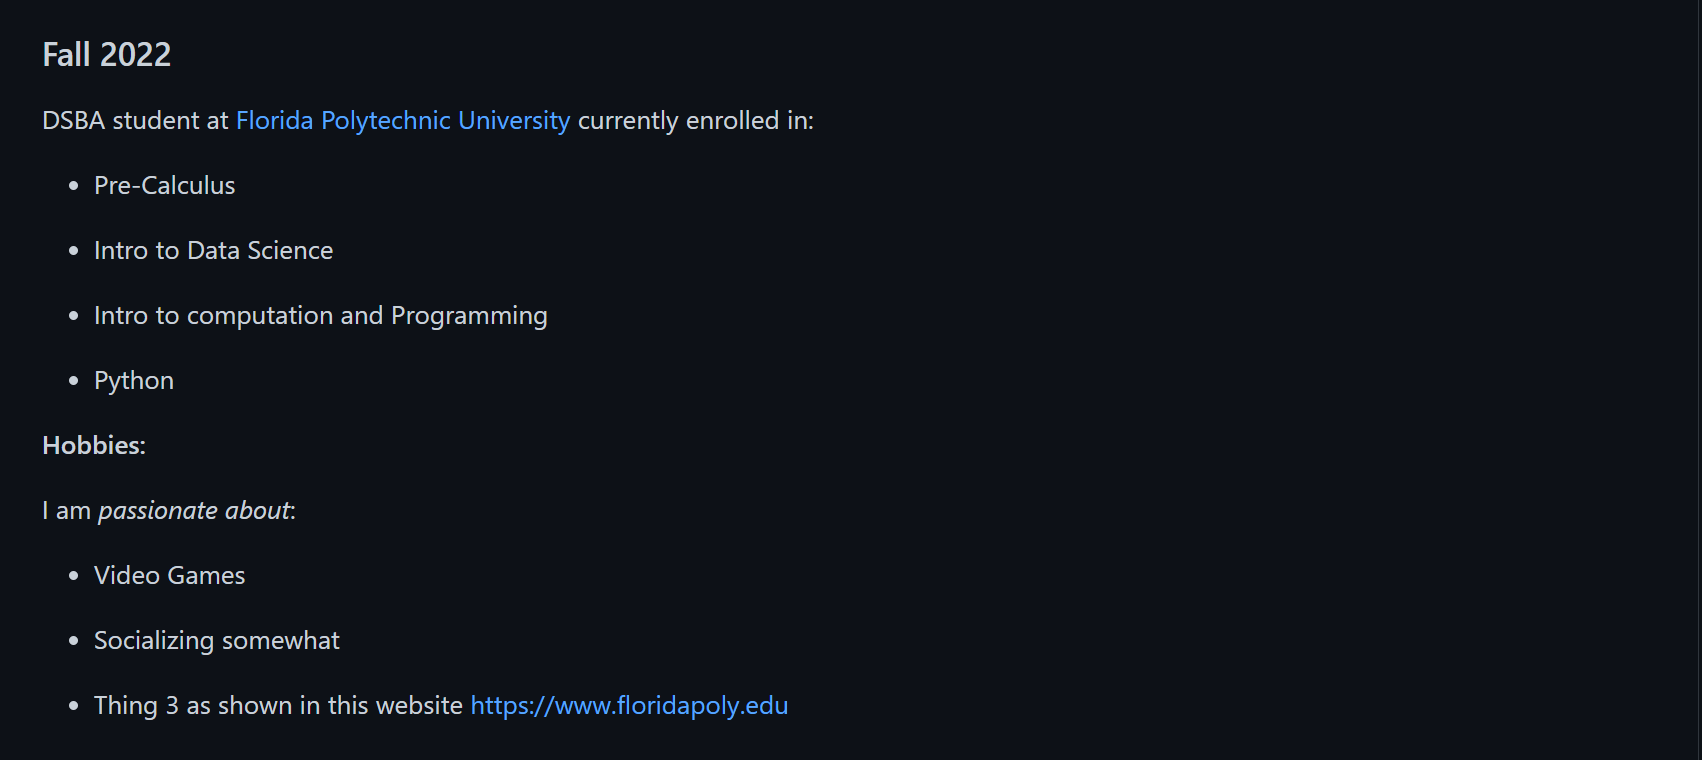 Fall 2022
DSBA student at Florida Polytechnic University currently enrolled in:
• Pre-Calculus
• Intro to Data Science
• Intro to computation and Programming
• Python
Hobbies:
I am passionate about:
• Video Games
• Socializing somewhat
• Thing 3 as shown in this website https://www.floridapoly.edu